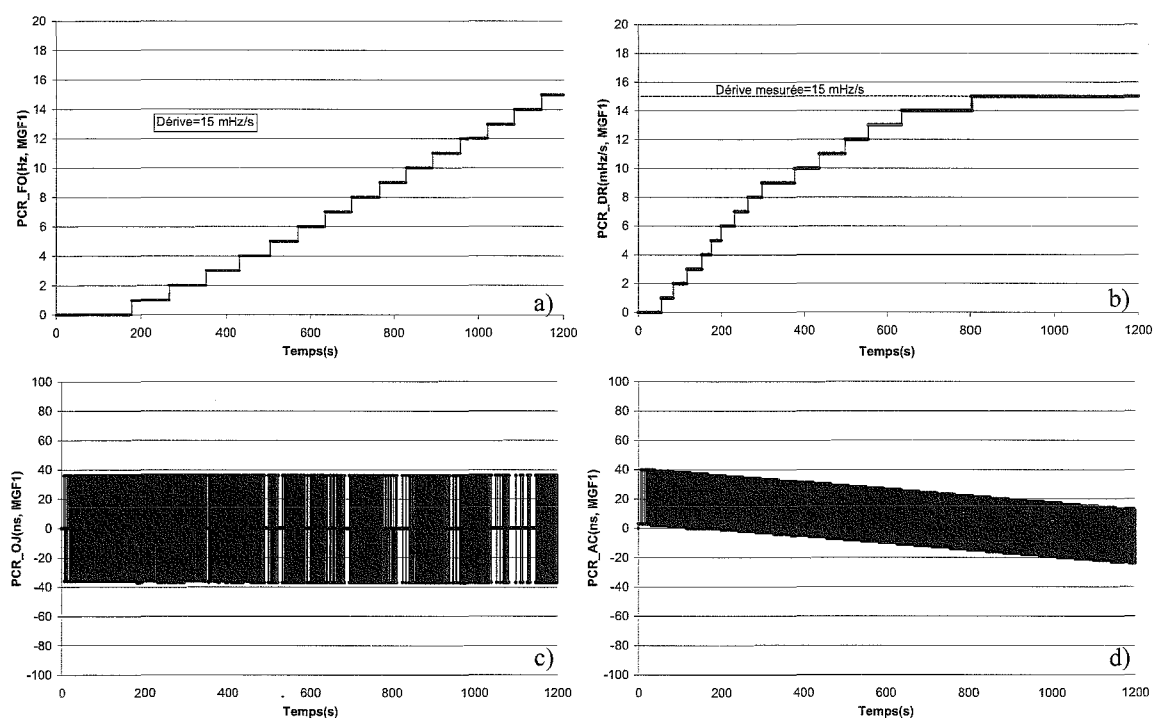 20
18
16
14
12
10
8
6
4
2
0
PCR_FO(Hz, MGF1)
Dérive=15 mHz/s
a)
0 200 400 600 800 1000 1200
Temps(s)
20
18
16
14
12
10
8
6
4
2
0
PCR_DR(mHz/s, MGF1)
Dérive mesurée=15 mHz/s
b)
0 200 400 600 800 1000 1200
Temps(s)
100
80
60
40
20
0
-20
-40
-60
-80
-100
PCR_OJ(ns, MGF1)
c)
0 200 400 600 800 1000 1200
Temps(s)
100
80
60
40
20
0
-20
-40
-60
-80
-100
PCR_AC(ns, MGF1)
d)
0 200 400 600 800 1000 1200
Temps(s)